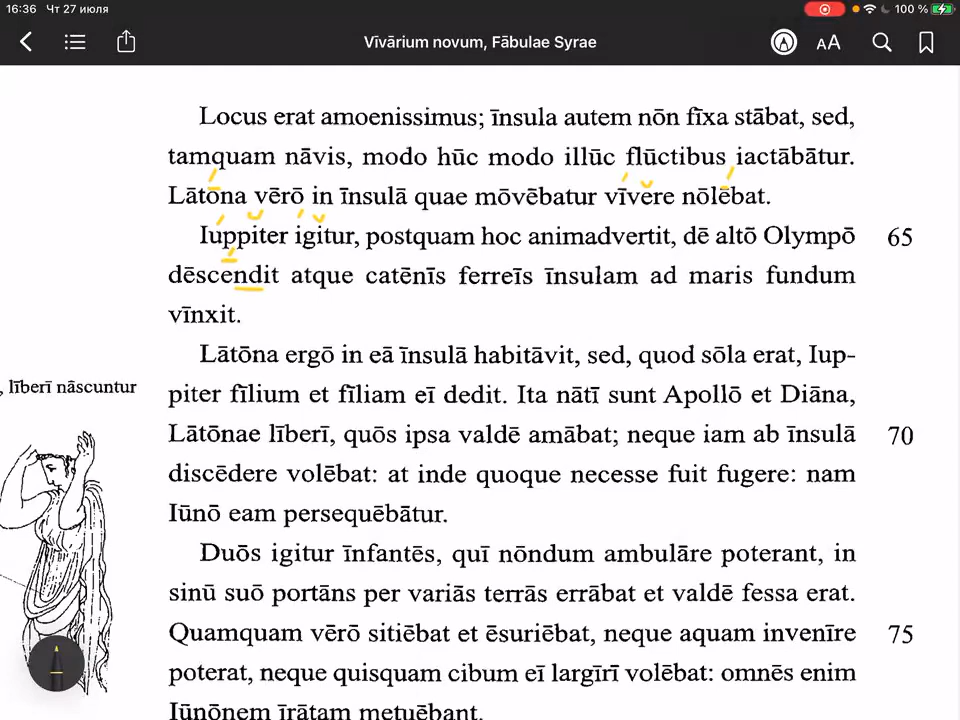 16:36 Чт 27 июля
100 %
Vīvārium novum, Fābulae Syrae
AA
Locus erat amoenissimus; īnsula autem nōn fīxa stābat, sed,
tamquam nāvis, modo hūc modo illūc flūctibus iactābātur.
Lātōna vērō in īnsulā quae mōvēbatur vīvere nōlēbat.
Iuppiter igitur, postquam hoc animadvertit, dē altō Olympō 65
dēscendit atque catēnīs ferreīs īnsulam ad maris fundum
vīnxit.
Lātōna ergō in eā īnsulā habitāvit, sed, quod sōla erat, Iup-
, līberī nāscuntur
piter fīlium et fīliam eī dedit. Ita nātī sunt Apollō et Diāna,
Lātōnae līberī, quōs ipsa valdē amābat; neque iam ab īnsulā 70
discēdere volēbat: at inde quoque necesse fuit fugere: nam
Iūnō eam persequēbātur.
Duōs igitur īnfantēs, quī nōndum ambulāre poterant, in
sinū suō portāns per variās terrās errābat et valdē fessa erat.
Quamquam vērō sitiēbat et ēsuriēbat, neque aquam invenīre 75
poterat, neque quisquam cibum eī largīrī volēbat: omnēs enim
Iūnōnem īrātam metuēbant.